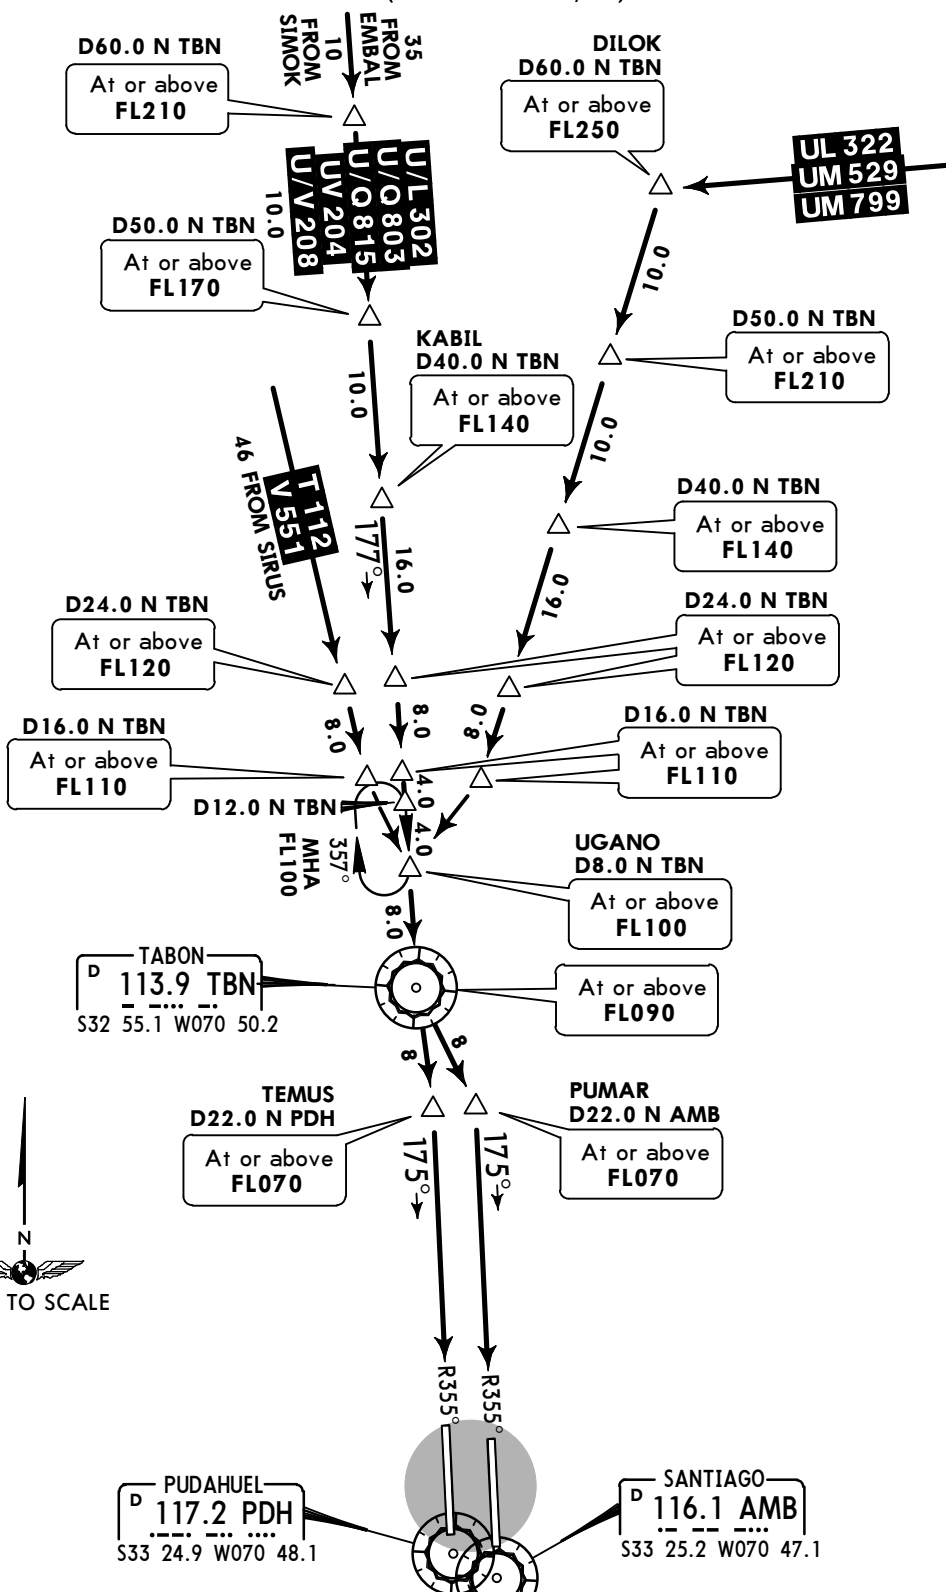 35
FROM
EMBAL
10
FROM
SIMOK
D60.0 N TBN
At or above
FL210
DILOK
D60.0 N TBN
At or above
FL250
UL 322
UM 529
UM 799
U/L 302
U/Q 803
U/Q 815
UV 204
U/V 208
10.0
10.0
D50.0 N TBN
At or above
FL170
D50.0 N TBN
At or above
FL210
KABIL
D40.0 N TBN
At or above
FL140
10.0
10.0
T 112
V 551
46 FROM SIRUS
177°
16.0
D40.0 N TBN
At or above
FL140
16.0
D24.0 N TBN
At or above
FL120
D24.0 N TBN
At or above
FL120
8.0
8.0
8.0
D16.0 N TBN
At or above
FL110
D16.0 N TBN
At or above
FL110
4.0
D12.0 N TBN
4.0
357°
MHA
FL100
UGANO
D8.0 N TBN
At or above
FL100
8.0
TABON
D 113.9 TBN
S32 55.1 W070 50.2
At or above
FL090
8
8
TEMUS
D22.0 N PDH
At or above
FL070
PUMAR
D22.0 N AMB
At or above
FL070
175°
175°
N
TO SCALE
R355°
R355°
PUDAHUEL
D 117.2 PDH
S33 24.9 W070 48.1
SANTIAGO
D 116.1 AMB
S33 25.2 W070 47.1